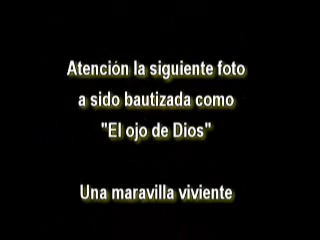 Atención la siguiente foto
a sido bautizada como
"El ojo de Dios"
Una maravilla viviente